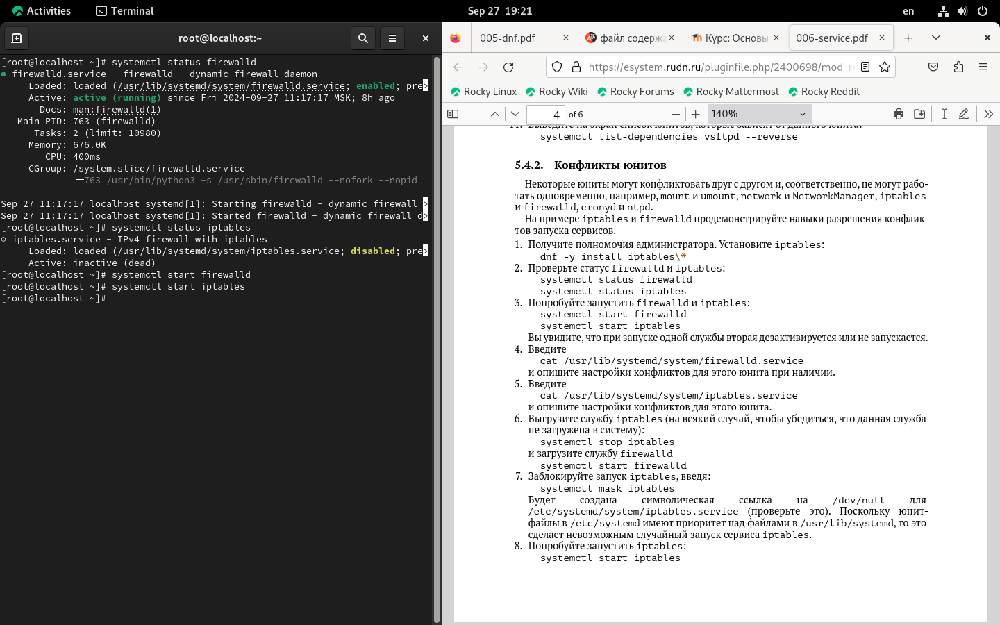 Activities
Terminal
Sep 27 19:21
en
root@localhost:~
[root@localhost ~]# systemctl status firewalld
● firewalld.service - firewalld - dynamic firewall daemon
Loaded: loaded (/usr/lib/systemd/system/firewalld.service; enabled; pre>
Active: active (running) since Fri 2024-09-27 11:17:17 MSK; 8h ago
Docs: man:firewalld(1)
Main PID: 763 (firewalld)
Tasks: 2 (limit: 10980)
Memory: 676.0K
CPU: 400ms
CGroup: /system.slice/firewalld.service
└─763 /usr/bin/python3 -s /usr/sbin/firewalld --nofork --nopid
Sep 27 11:17:17 localhost systemd[1]: Starting firewalld - dynamic firewall >
Sep 27 11:17:17 localhost systemd[1]: Started firewalld - dynamic firewall d>
[root@localhost ~]# systemctl status iptables
○ iptables.service - IPv4 firewall with iptables
Loaded: loaded (/usr/lib/systemd/system/iptables.service; disabled; pre>
Active: inactive (dead)
[root@localhost ~]# systemctl start firewalld
[root@localhost ~]# systemctl start iptables
[root@localhost ~]#
005-dnf.pdf
файл содержа
Курс: Основы
006-service.pdf
https://esystem.rudn.ru/pluginfile.php/2400698/mod_r
Rocky Linux
Rocky Wiki
Rocky Forums
Rocky Mattermost
Rocky Reddit
4 of 6
140%
11. Выведите на экран список юнитов, которые зависят от данного юнита:
systemctl list-dependencies vsftpd --reverse
5.4.2. Конфликты юнитов
Некоторые юниты могут конфликтовать друг с другом и, соответственно, не могут рабо-
тать одновременно, например, mount и umount, network и NetworkManager, iptables
и firewalld, cronyd и ntpd.
На примере iptables и firewalld продемонстрируйте навыки разрешения конфлик-
тов запуска сервисов.
1. Получите полномочия администратора. Установите iptables:
dnf -y install iptables\*
2. Проверьте статус firewalld и iptables:
systemctl status firewalld
systemctl status iptables
3. Попробуйте запустить firewalld и iptables:
systemctl start firewalld
systemctl start iptables
Вы увидите, что при запуске одной службы вторая дезактивируется или не запускается.
4. Введите
cat /usr/lib/systemd/system/firewalld.service
и опишите настройки конфликтов для этого юнита при наличии.
5. Введите
cat /usr/lib/systemd/system/iptables.service
и опишите настройки конфликтов для этого юнита.
6. Выгрузите службу iptables (на всякий случай, чтобы убедиться, что данная служба
не загружена в систему):
systemctl stop iptables
и загрузите службу firewalld
systemctl start firewalld
7. Заблокируйте запуск iptables, введя:
systemctl mask iptables
Будет создана символическая ссылка на /dev/null для
/etc/systemd/system/iptables.service (проверьте это). Поскольку юнит-
файлы в /etc/systemd имеют приоритет над файлами в /usr/lib/systemd, то это
сделает невозможным случайный запуск сервиса iptables.
8. Попробуйте запустить iptables:
systemctl start iptables